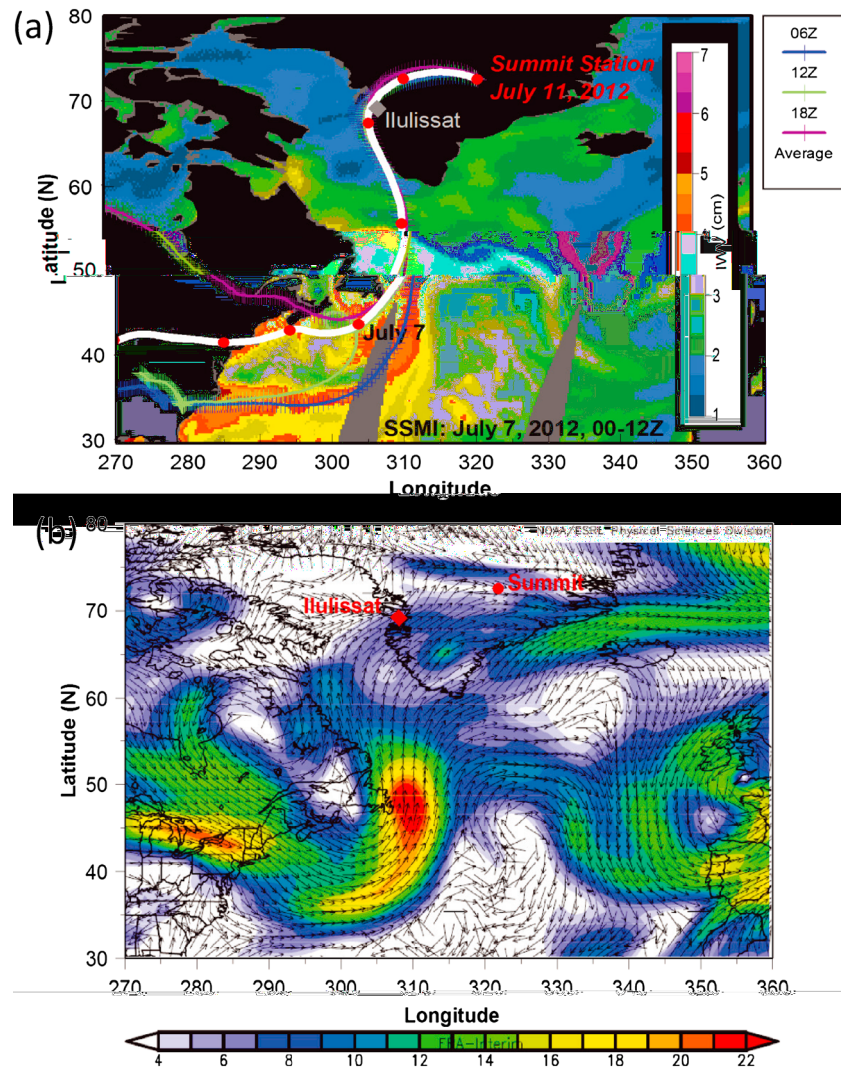 (a)
80
70
60
50
40
30
Latitude (N)
Summit Station
July 11, 2012
Ilulissat
July 7
SSMI: July 7, 2012, 00-12Z
7
6
5
3
2
1
IWV (cm)
06Z
12Z
18Z
Average
270 280 290 300 310 320 330 340 350 360
Longitude
(b)
80
70
60
50
40
30
Latitude (N)
NOAA/ESRL Physical Sciences Division
Ilulissat
Summit
270 280 290 300 310 320 330 340 350 360
Longitude
ERA-Interim
4 6 8 10 12 14 16 18 20 22